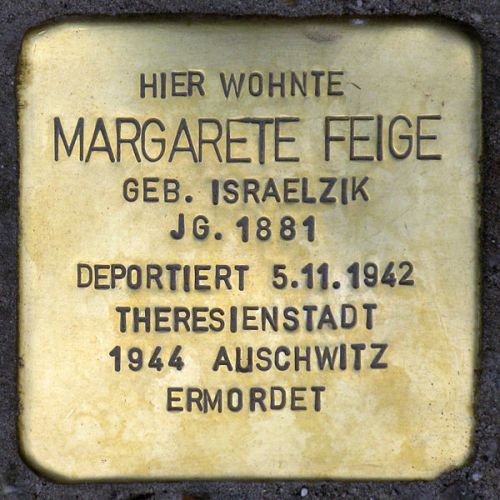 HIER WOHNTE
MARGARETE FEIGE
GEB. ISRAELZIK
JG. 1881
DEPORTIERT 5.11.1942
THERESIENSTADT
1944 AUSCHWITZ
ERMORDET